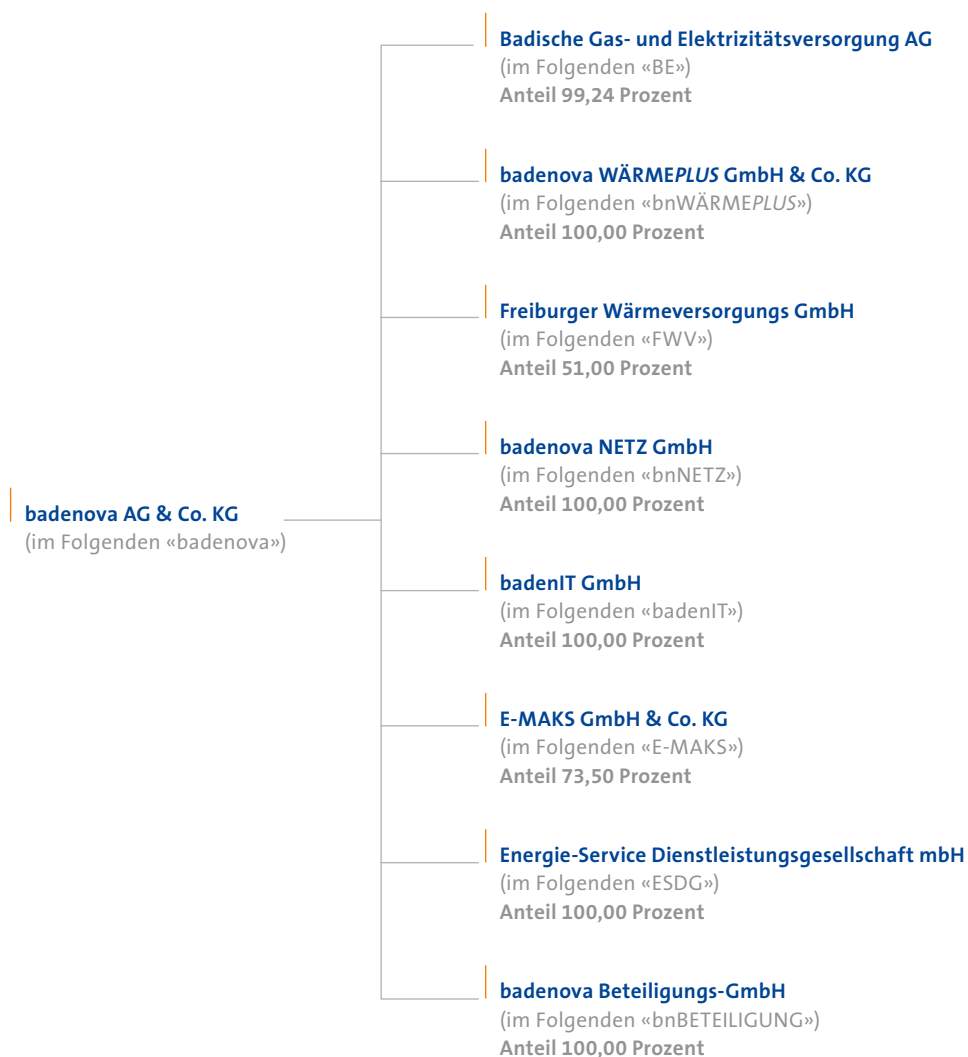 Badische Gas- und Elektrizitätsversorgung AG
(im Folgenden «BE»)
Anteil 99,24 Prozent
badenova WÄRMEPLUS GmbH & Co. KG
(im Folgenden «bnWÄRMEPLUS»)
Anteil 100,00 Prozent
Freiburger Wärmeversorgungs GmbH
(im Folgenden «FWV»)
Anteil 51,00 Prozent
badenova NETZ GmbH
(im Folgenden «bnNETZ»)
Anteil 100,00 Prozent
badenova AG & Co. KG
(im Folgenden «badenova»)
badenIT GmbH
(im Folgenden «badenIT»)
Anteil 100,00 Prozent
E-MAKS GmbH & Co. KG
(im Folgenden «E-MAKS»)
Anteil 73,50 Prozent
Energie-Service Dienstleistungsgesellschaft mbH
(im Folgenden «ESDG»)
Anteil 100,00 Prozent
badenova Beteiligungs-GmbH
(im Folgenden «bnBETEILIGUNG»)
Anteil 100,00 Prozent